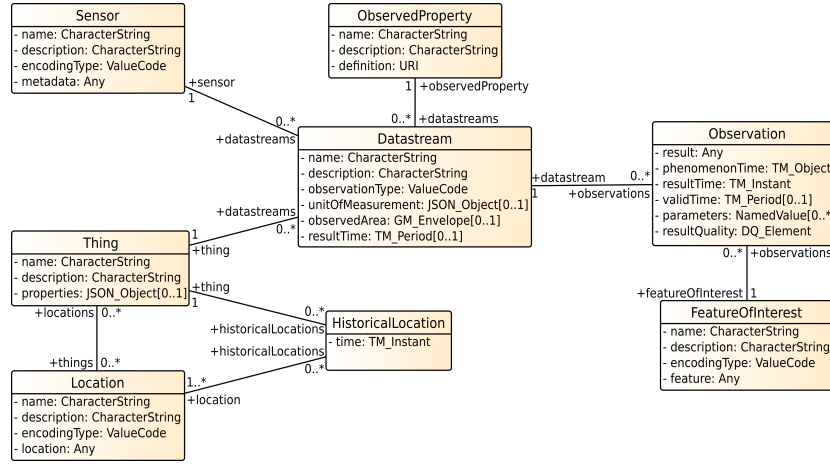 Sensor
- name: CharacterString
- description: CharacterString
- encodingType: ValueCode
- metadata: Any
ObservedProperty
- name: CharacterString
- description: CharacterString
- definition: URI
+sensor
1
0..*
+datastreams
1 +observedProperty
0..* +datastreams
Datastream
- name: CharacterString
- description: CharacterString
- observationType: ValueCode
- unitOfMeasurement: JSON_Object[0..1]
- observedArea: GM_Envelope[0..1]
- resultTime: TM_Period[0..1]
+datastream
1
0..*
+observations
Observation
- result: Any
- phenomenonTime: TM_Object
- resultTime: TM_Instant
- validTime: TM_Period[0..1]
- parameters: NamedValue[0..*
- resultQuality: DQ_Element
0..* +observations
+featureOfInterest 1
FeatureOfInterest
- name: CharacterString
- description: CharacterString
- encodingType: ValueCode
- feature: Any
+datastreams
0..*
1
+thing
Thing
- name: CharacterString
- description: CharacterString
- properties: JSON_Object[0..1]
+thing
1
0..*
+historicalLocations
HistoricalLocation
- time: TM_Instant
+historicalLocations
0..*
1..*
+location
+locations 0..*
+things 0..*
Location
- name: CharacterString
- description: CharacterString
- encodingType: ValueCode
- location: Any